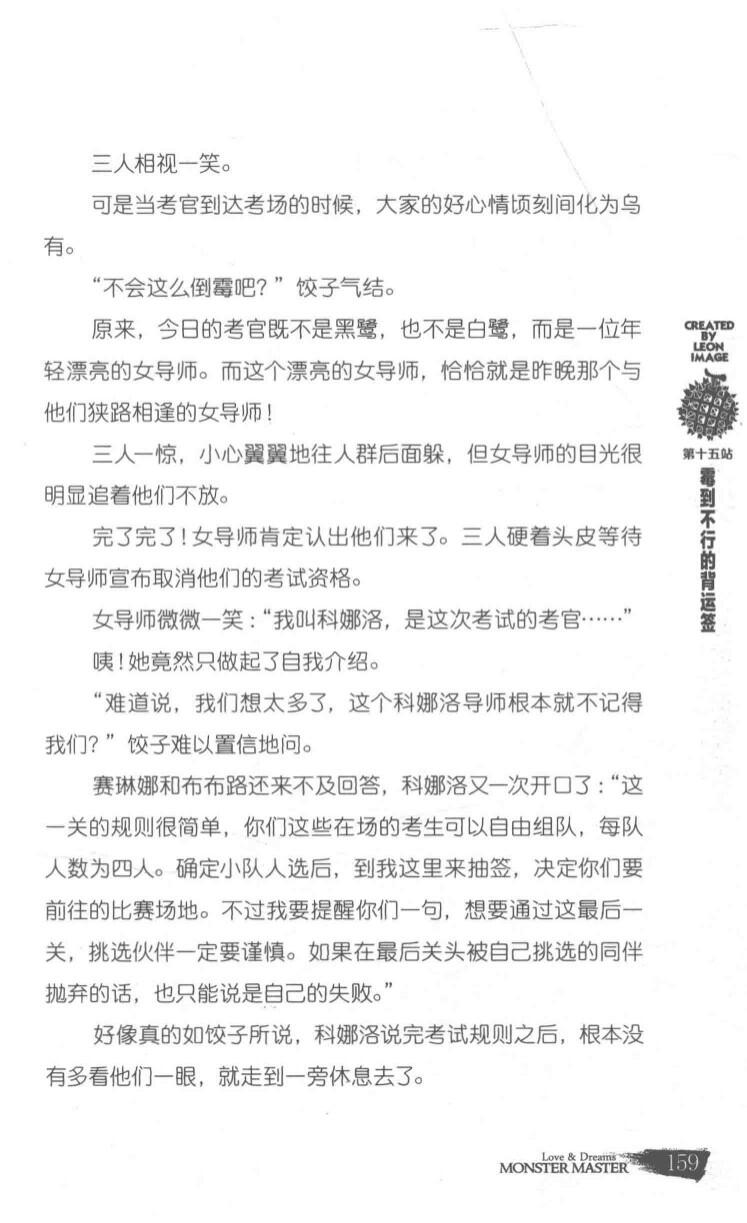 三人相视一笑。
可是当考官到达考场的时候，大家的好心情顷刻间化为乌
有。
“不会这么倒霉吧？”饺子气结。
原来，今日的考官既不是黑鹭，也不是白鹭，而是一位年
轻漂亮的女导师。而这个漂亮的女导师，恰恰就是昨晚那个与
他们狭路相逢的女导师！
三人一惊，小心翼翼地往人群后面躲，但女导师的目光很
明显追着他们不放。
完了完了！女导师肯定认出他们来了。三人硬着头皮等待
女导师宣布取消他们的考试资格。
女导师微微一笑：“我叫科娜洛，是这次考试的考官……”
咦！她竟然只做起了自我介绍。
“难道说，我们想太多了，这个科娜洛导师根本就不记得
我们？”饺子难以置信地问。
赛琳娜和布布路还来不及回答，科娜洛又一次开口了：“这
一关的规则很简单，你们这些在场的考生可以自由组队，每队
人数为四人。确定小队人选后，到我这里来抽签，决定你们要
前往的比赛场地。不过我要提醒你们一句，想要通过这最后一
关，挑选伙伴一定要谨慎。如果在最后关头被自己挑选的同伴
抛弃的话，也只能说是自己的失败。”
好像真的如饺子所说，科娜洛说完考试规则之后，根本没
有多看他们一眼，就走到一旁休息去了。
CREATED
BY
LEON
IMAGE
第十五站
霉到不行的背运签
Love & Dreams
MONSTER MASTER
159